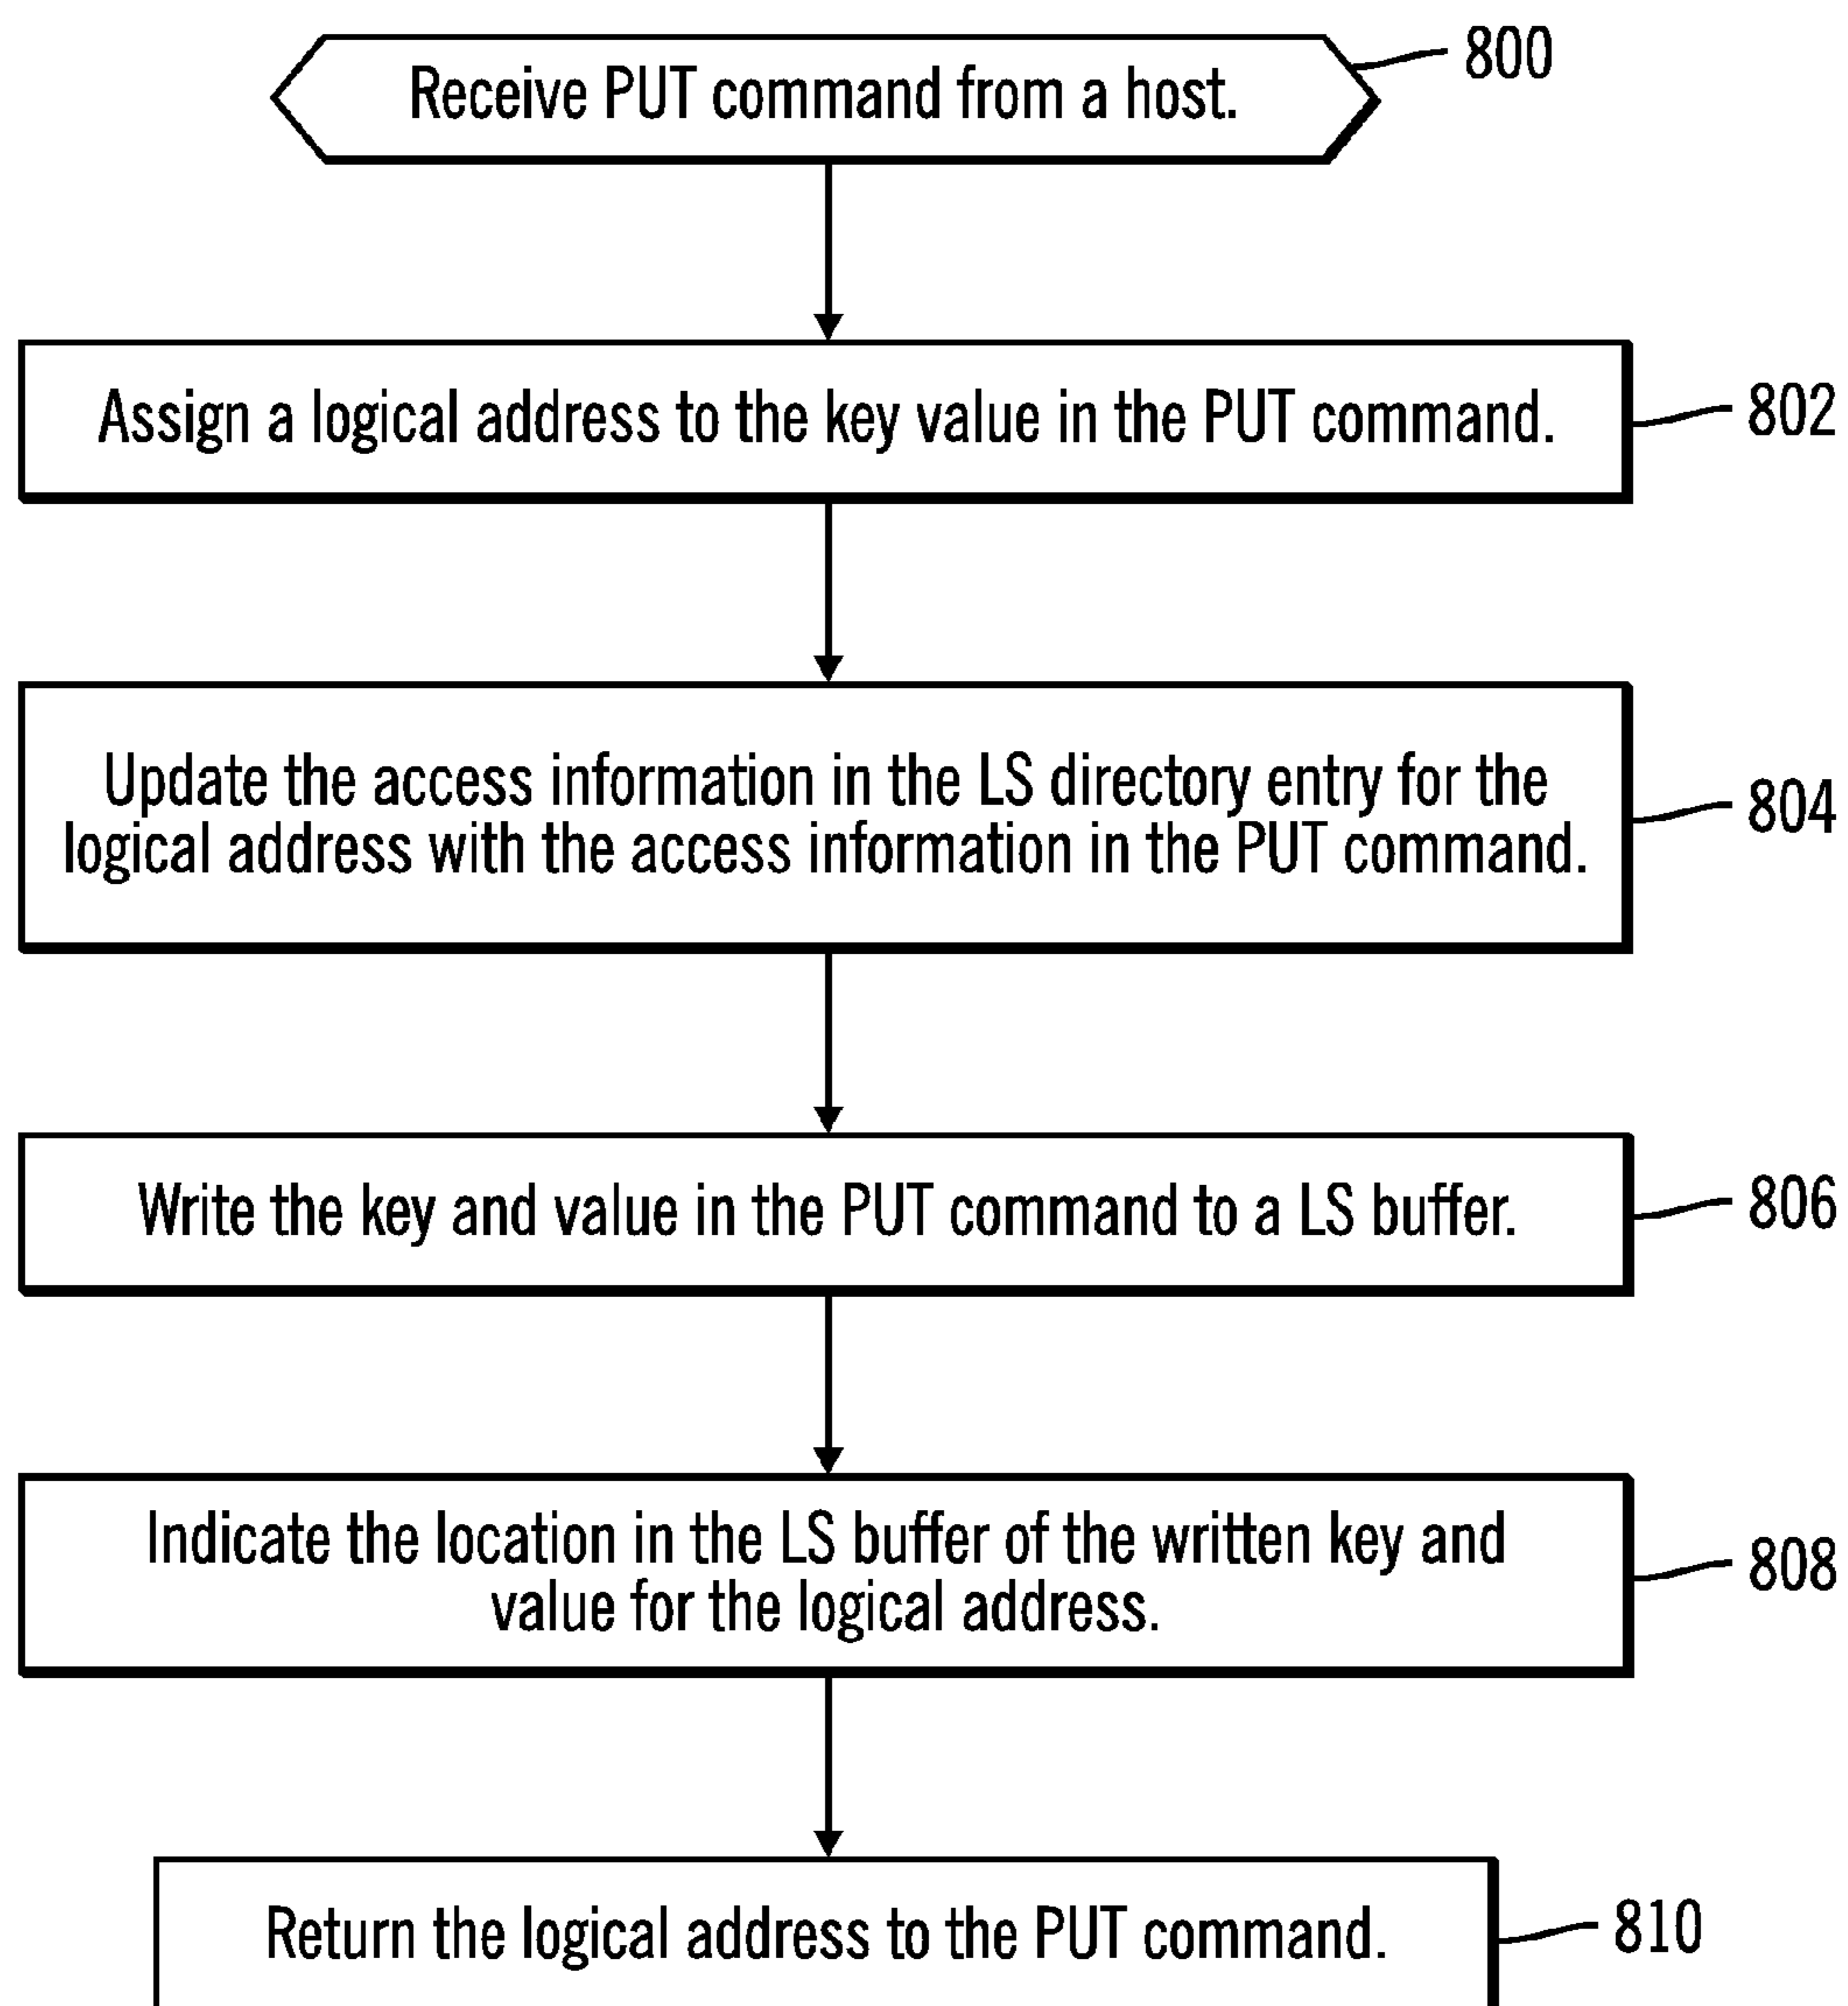 Receive PUT command from a host.
800
Assign a logical address to the key value in the PUT command.
802
Update the access information in the LS directory entry for the
logical address with the access information in the PUT command.
804
Write the key and value in the PUT command to a LS buffer.
806
Indicate the location in the LS buffer of the written key and
value for the logical address.
808
Return the logical address to the PUT command.
810